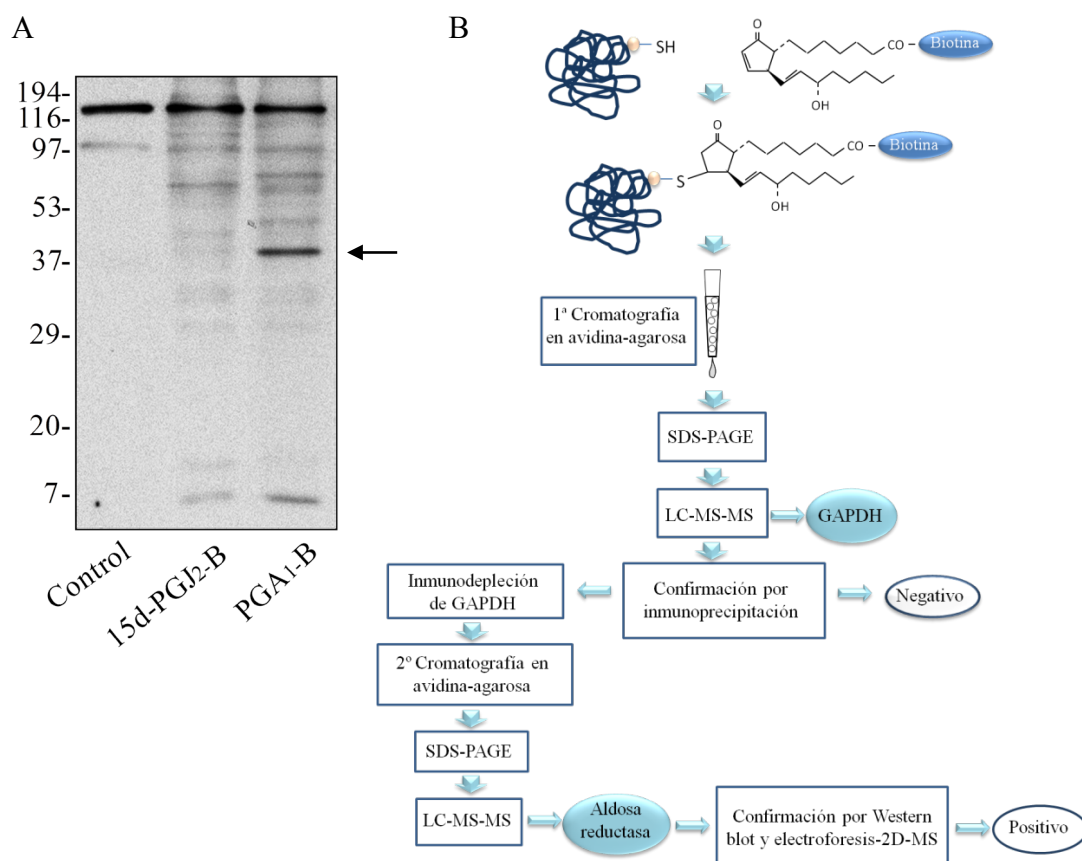 A
194-
116-
97-
53-
37-
29-
20-
7-
Control
15d-PGJ2-B
PGA1-B
B
SH
O
CO
Biotina
OH
O
CO
Biotina
S
OH
1ª Cromatografía
en avidina-agarosa
SDS-PAGE
LC-MS-MS
GAPDH
Inmunodepleción
de GAPDH
Confirmación por
inmunoprecipitación
Negativo
2º Cromatografía en
avidina-agarosa
SDS-PAGE
LC-MS-MS
Aldosa
reductasa
Confirmación por Western
blot y electroforesis-2D-MS
Positivo